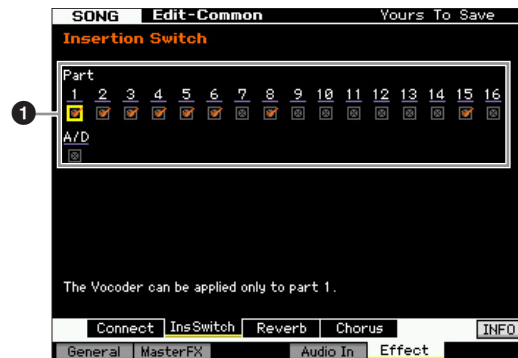 SONG Edit-Common Yours To Save
Insertion Switch
Part
1 2 3 4 5 6 7 8 9 10 11 12 13 14 15 16
1
A/D
The Vocoder can be applied only to part 1.
Connect InsSwitch Reverb Chorus INFO
General MasterFX Audio In Effect